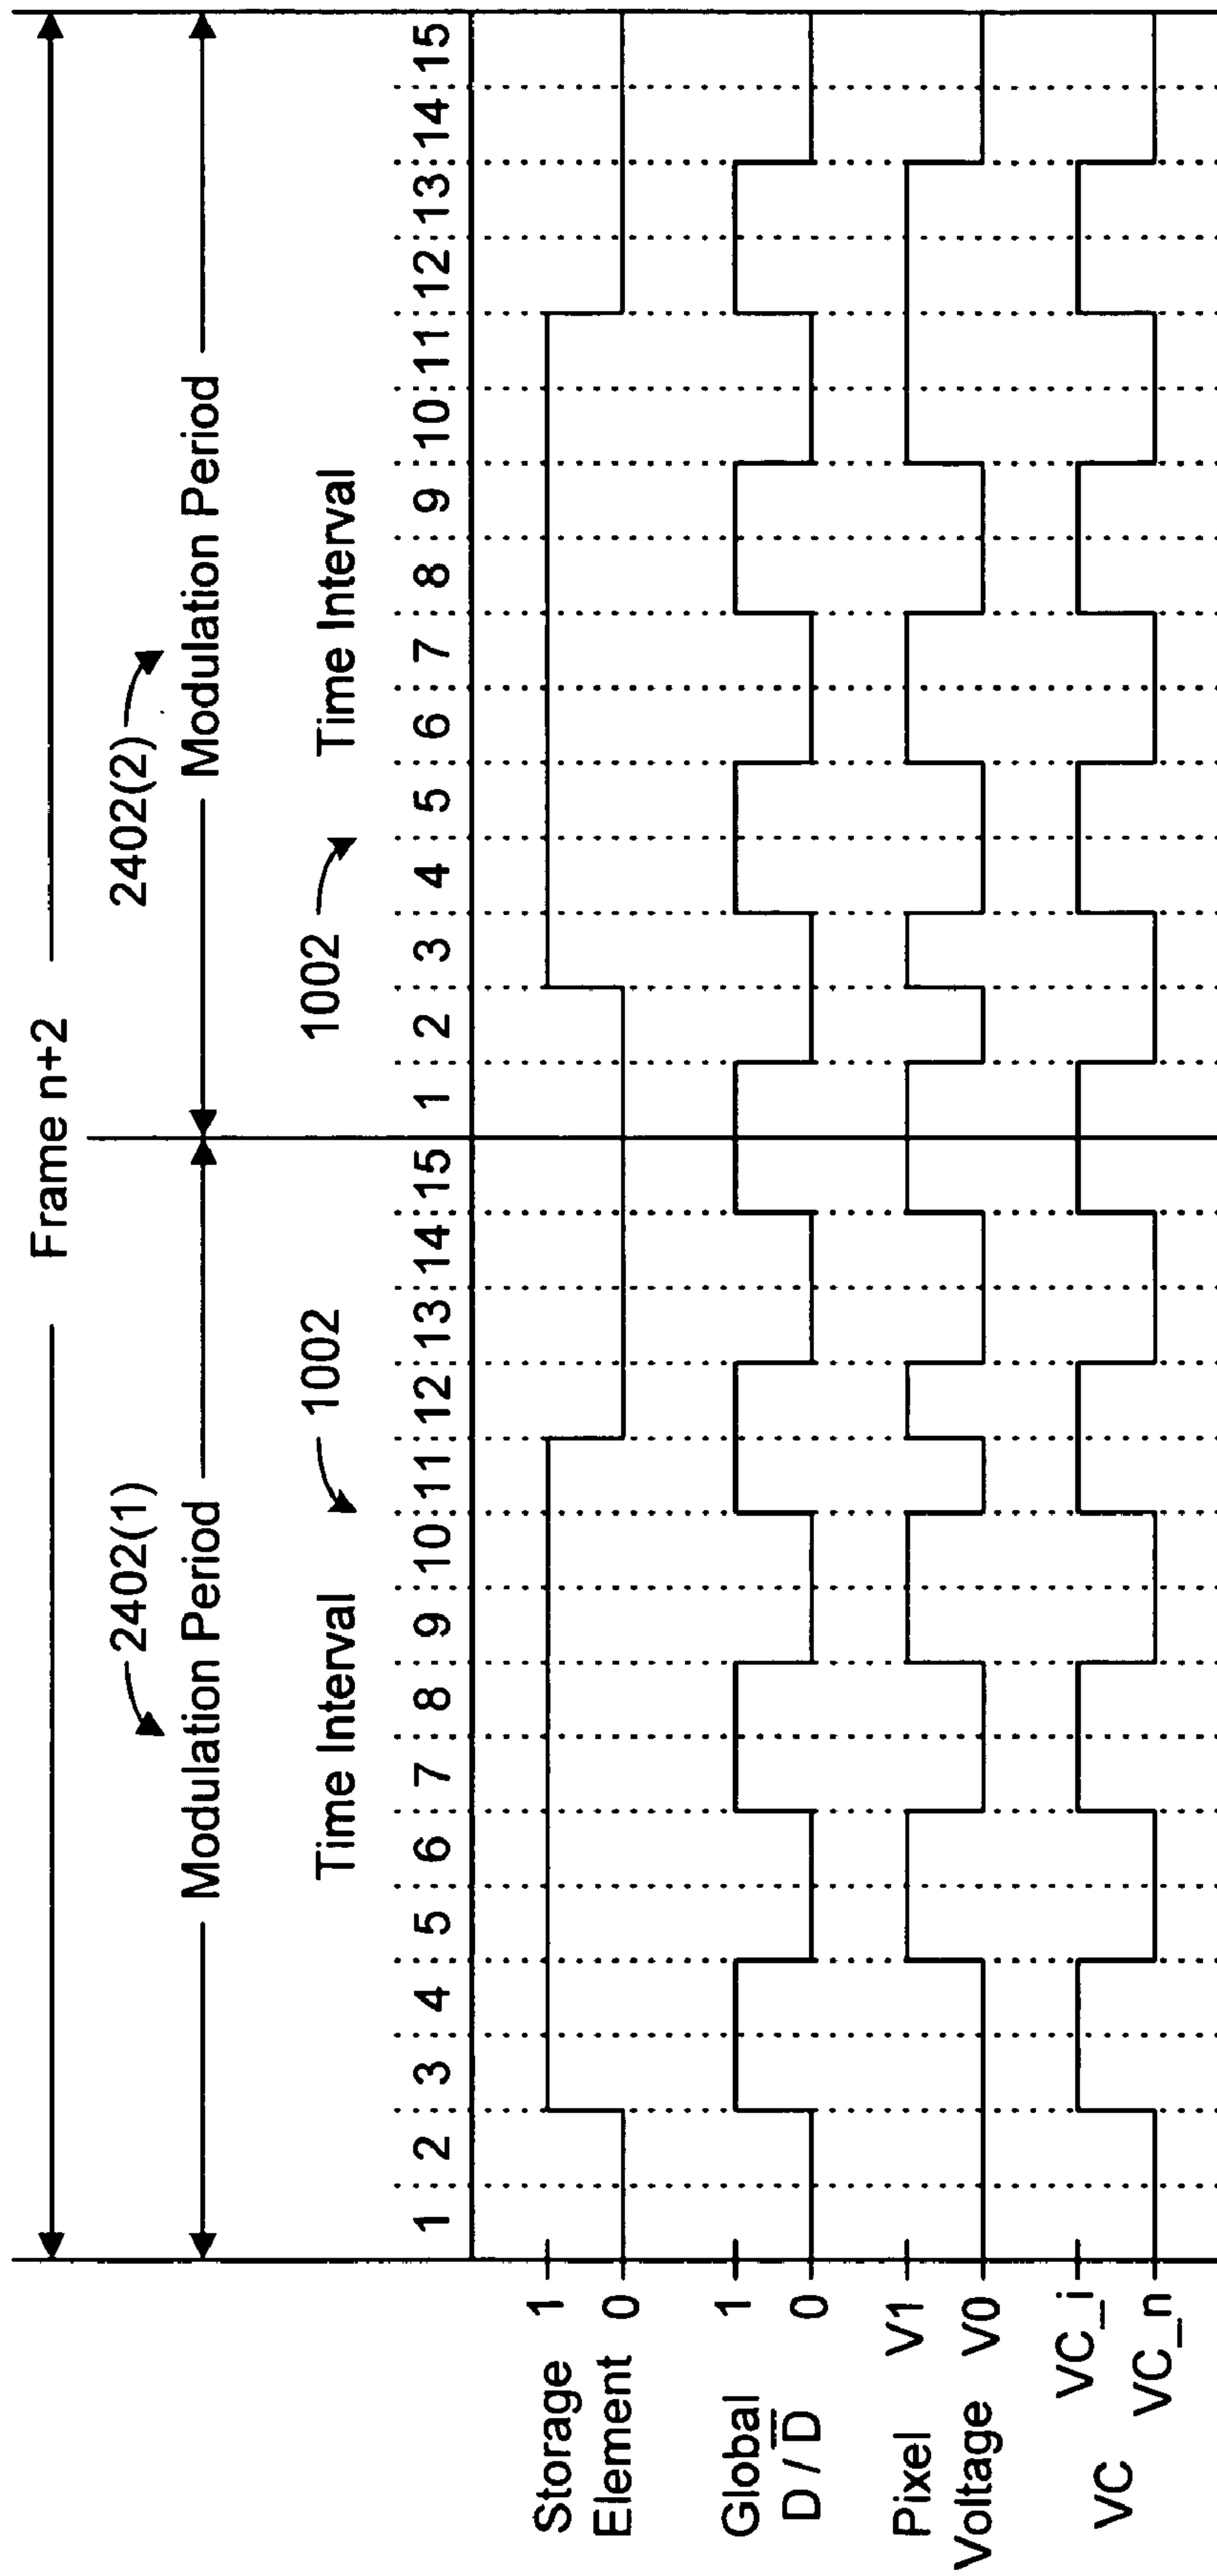 Frame n+2
2402(1)
2402(2)
Modulation Period
Modulation Period
1002
1002
Time Interval
Time Interval
1 2 3 4 5 6 7 8 9 10 11 12 13 14 15 1 2 3 4 5 6 7 8 9 10 11 12 13 14 15
Storage 1
Element 0
Global 1
D / D̅ 0
Pixel V1
Voltage V0
VC_i
VC
VC_n